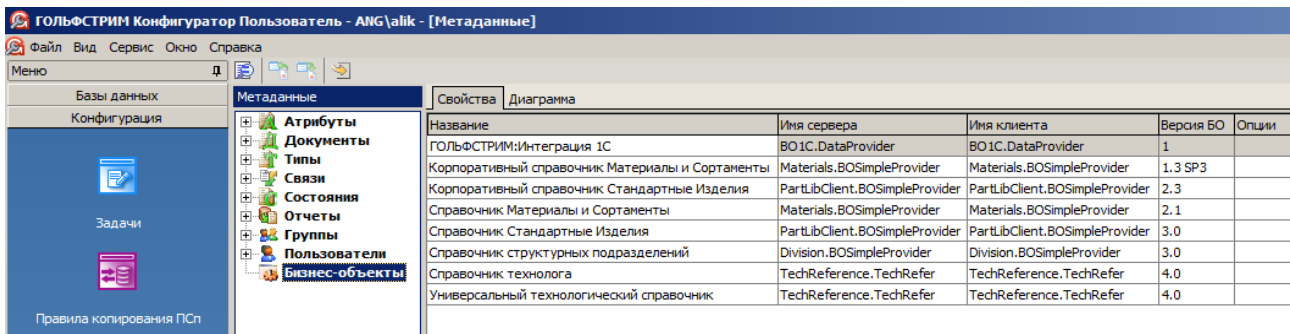 ГОЛЬФСТРИМ Конфигуратор Пользователь - ANG\alik - [Метаданные]
Файл Вид Сервис Окно Справка
Меню
Базы данных
Конфигурация
Задачи
Правила копирования ПСп
Метаданные
Атрибуты
Документы
Типы
Связи
Состояния
Отчеты
Группы
Пользователи
Бизнес-объекты
Свойства Диаграмма
Название Имя сервера Имя клиента Версия БО Опции
ГОЛЬФСТРИМ:Интеграция 1С BO1C.DataProvider BO1C.DataProvider 1
Корпоративный справочник Материалы и Сортаменты Materials.BOSimpleProvider Materials.BOSimpleProvider 1.3 SP3
Корпоративный справочник Стандартные Изделия PartLibClient.BOSimpleProvider PartLibClient.BOSimpleProvider 2.3
Справочник Материалы и Сортаменты Materials.BOSimpleProvider Materials.BOSimpleProvider 2.1
Справочник Стандартные Изделия PartLibClient.BOSimpleProvider PartLibClient.BOSimpleProvider 3.0
Справочник структурных подразделений Division.BOSimpleProvider Division.BOSimpleProvider 3.0
Справочник технолога TechReference.TechRefer TechReference.TechRefer 4.0
Универсальный технологический справочник TechReference.TechRefer TechReference.TechRefer 4.0